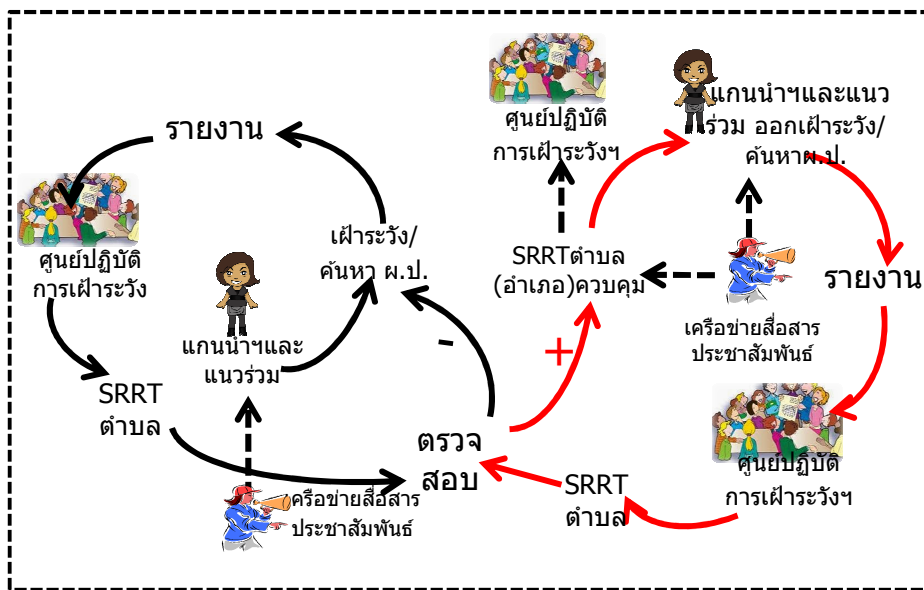 รายงาน
ศูนย์ปฏิบัติ
การเฝ้าระวัง
SRRT
ตำบล
แกนนำฯและ
แนวร่วม
เฝ้าระวัง/
ค้นหา ผ.ป.
-
เครือข่ายสื่อสาร
ประชาสัมพันธ์
ตรวจ
สอบ
+
ศูนย์ปฏิบัติ
การเฝ้าระวังฯ
SRRTตำบล
(อำเภอ)ควบคุม
แกนนำฯและแนว
ร่วม ออกเฝ้าระวัง/
ค้นหาผ.ป.
เครือข่ายสื่อสาร
ประชาสัมพันธ์
รายงาน
ศูนย์ปฏิบัติ
การเฝ้าระวังฯ
SRRT
ตำบล